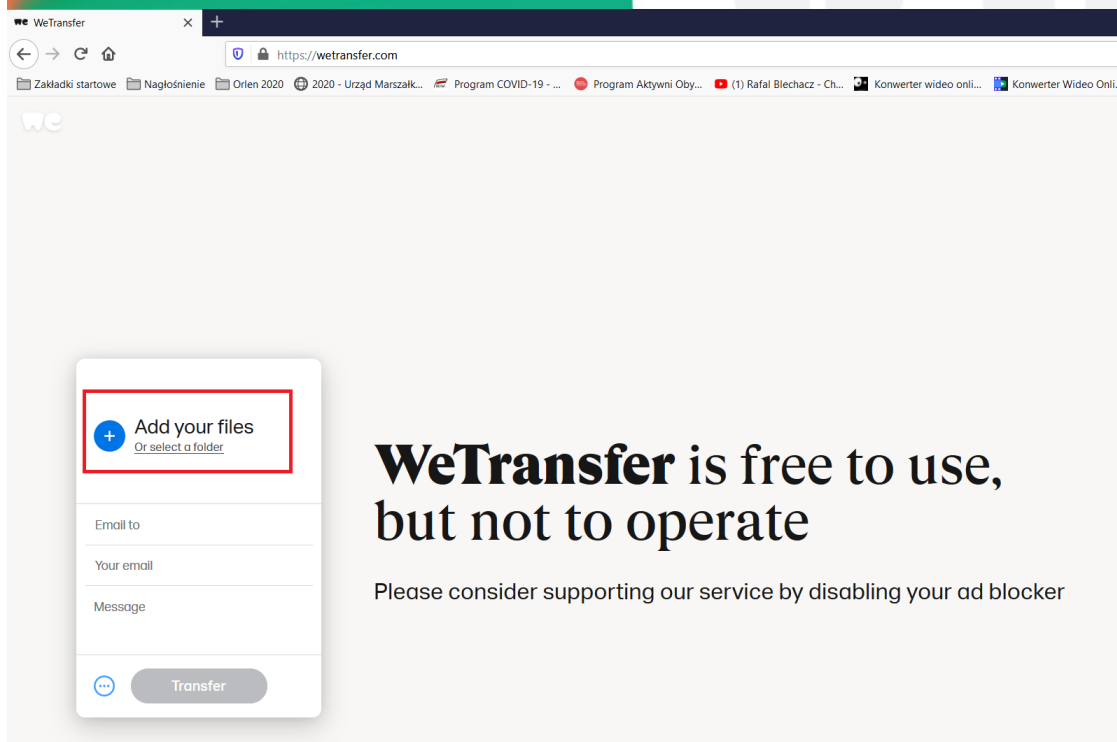 WE WeTransfer
https://wetransfer.com
Zakładki startowe Nagłośnienie Orlen 2020 2020 - Urząd Marszałk... Program COVID-19 - ... Program Aktywni Oby... (1) Rafal Blechacz - Ch... Konwerter wideo onli... Konwerter Wideo Onli...
we
Add your files
Or select a folder
WeTransfer is free to use,
but not to operate
Email to
Your email
Please consider supporting our service by disabling your ad blocker
Message
Transfer